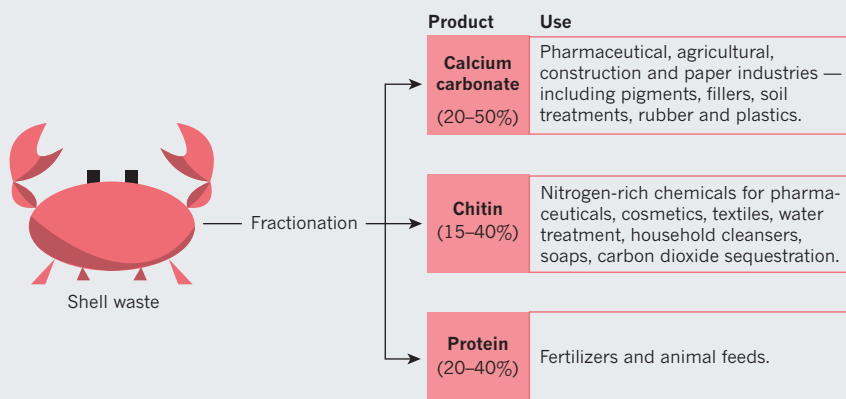 Product Use
Calcium
carbonate
(20–50%)
Pharmaceutical, agricultural,
construction and paper industries —
including pigments, fillers, soil
treatments, rubber and plastics.
Shell waste
Fractionation
Chitin
(15–40%)
Nitrogen-rich chemicals for pharma-
ceuticals, cosmetics, textiles, water
treatment, household cleansers,
soaps, carbon dioxide sequestration.
Protein
(20–40%)
Fertilizers and animal feeds.